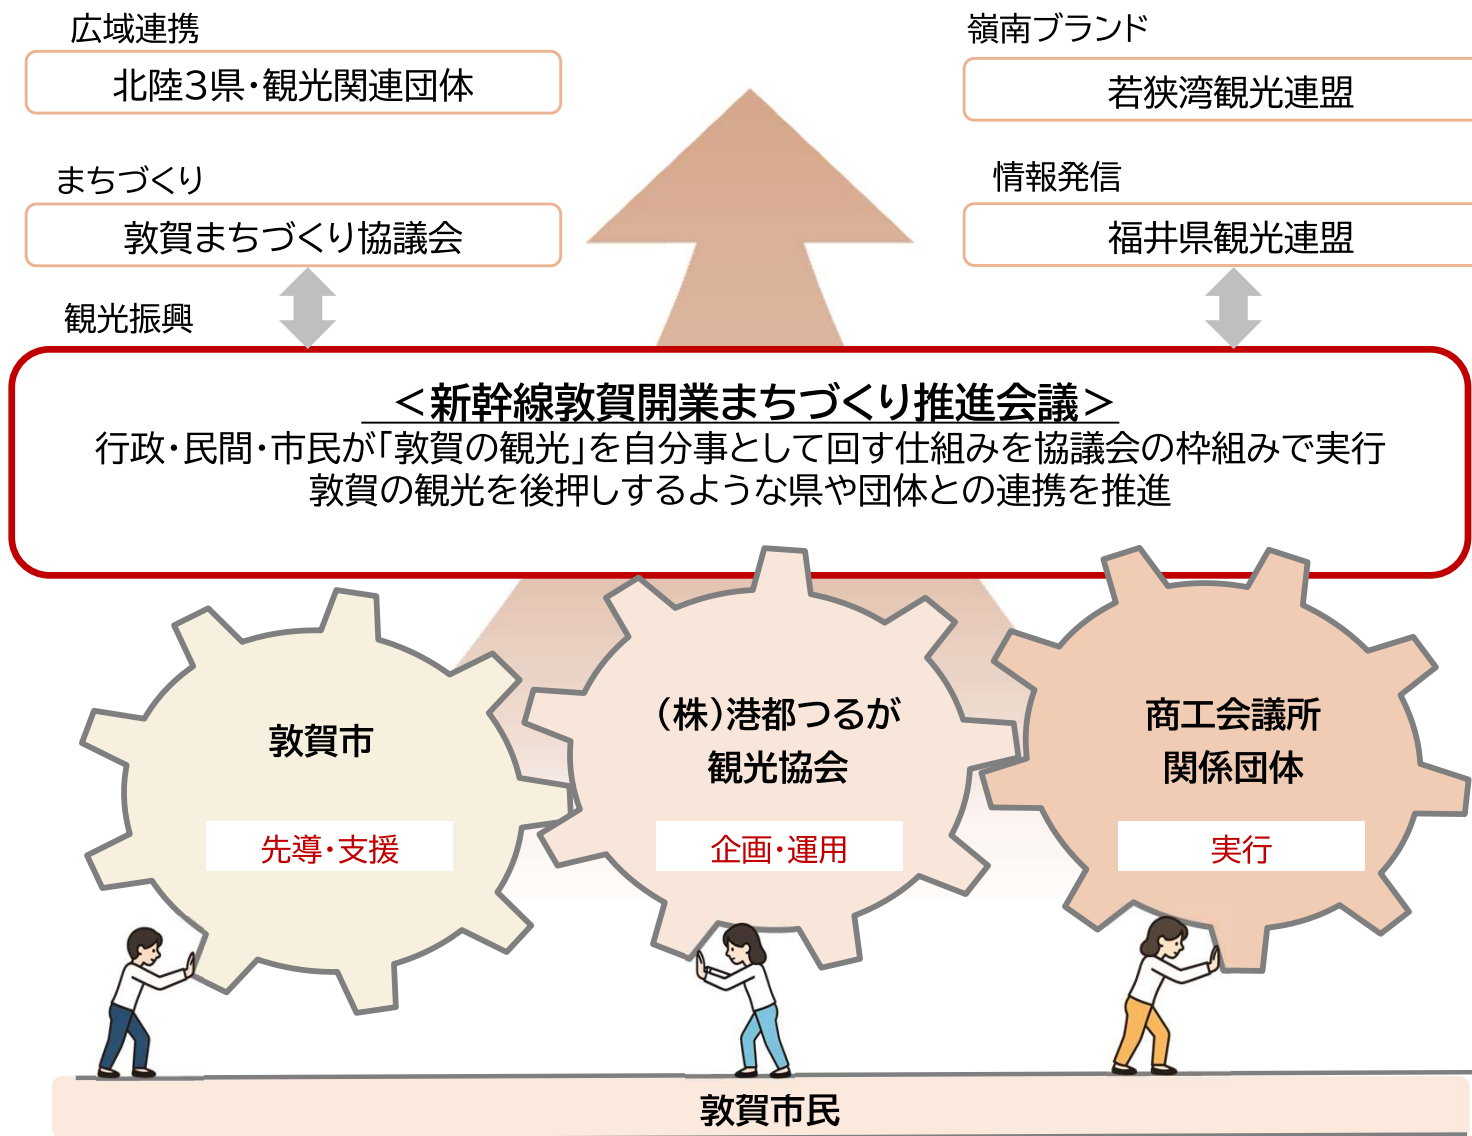 広域連携
北陸3県・観光関連団体
嶺南ブランド
若狭湾観光連盟
まちづくり
敦賀まちづくり協議会
情報発信
福井県観光連盟
観光振興
＜新幹線敦賀開業まちづくり推進会議＞
行政・民間・市民が「敦賀の観光」を自分事として回す仕組みを協議会の枠組みで実行
敦賀の観光を後押しするような県や団体との連携を推進
敦賀市
先導・支援
（株）港都つるが
観光協会
企画・運用
商工会議所
関係団体
実行
敦賀市民